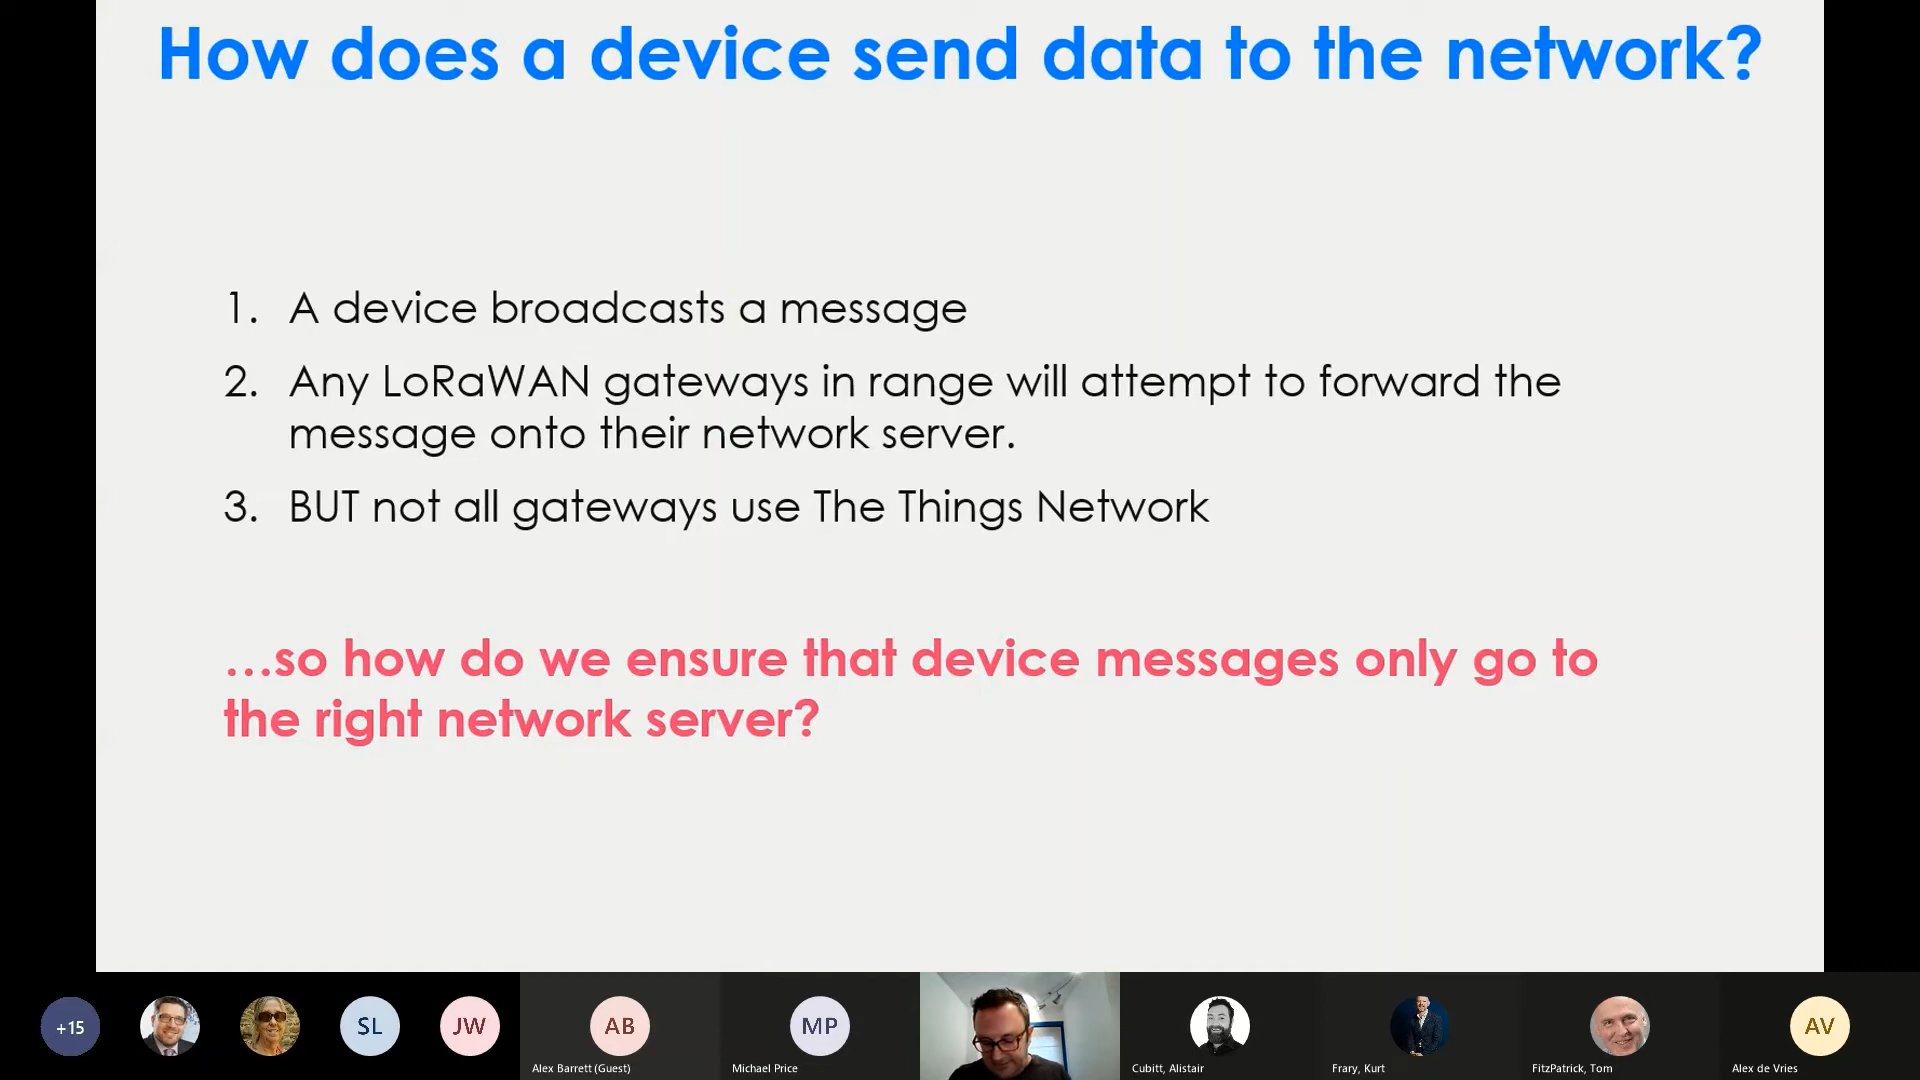 How does a device send data to the network?
1. A device broadcasts a message
2. Any LoRaWAN gateways in range will attempt to forward the
message onto their network server.
3. BUT not all gateways use The Things Network
...so how do we ensure that device messages only go to
the right network server?
+15
SL
JW
AB
Alex Barrett (Guest)
MP
Michael Price
Cubitt, Alistair
Frary, Kurt
FitzPatrick, Tom
AV
Alex de Vries